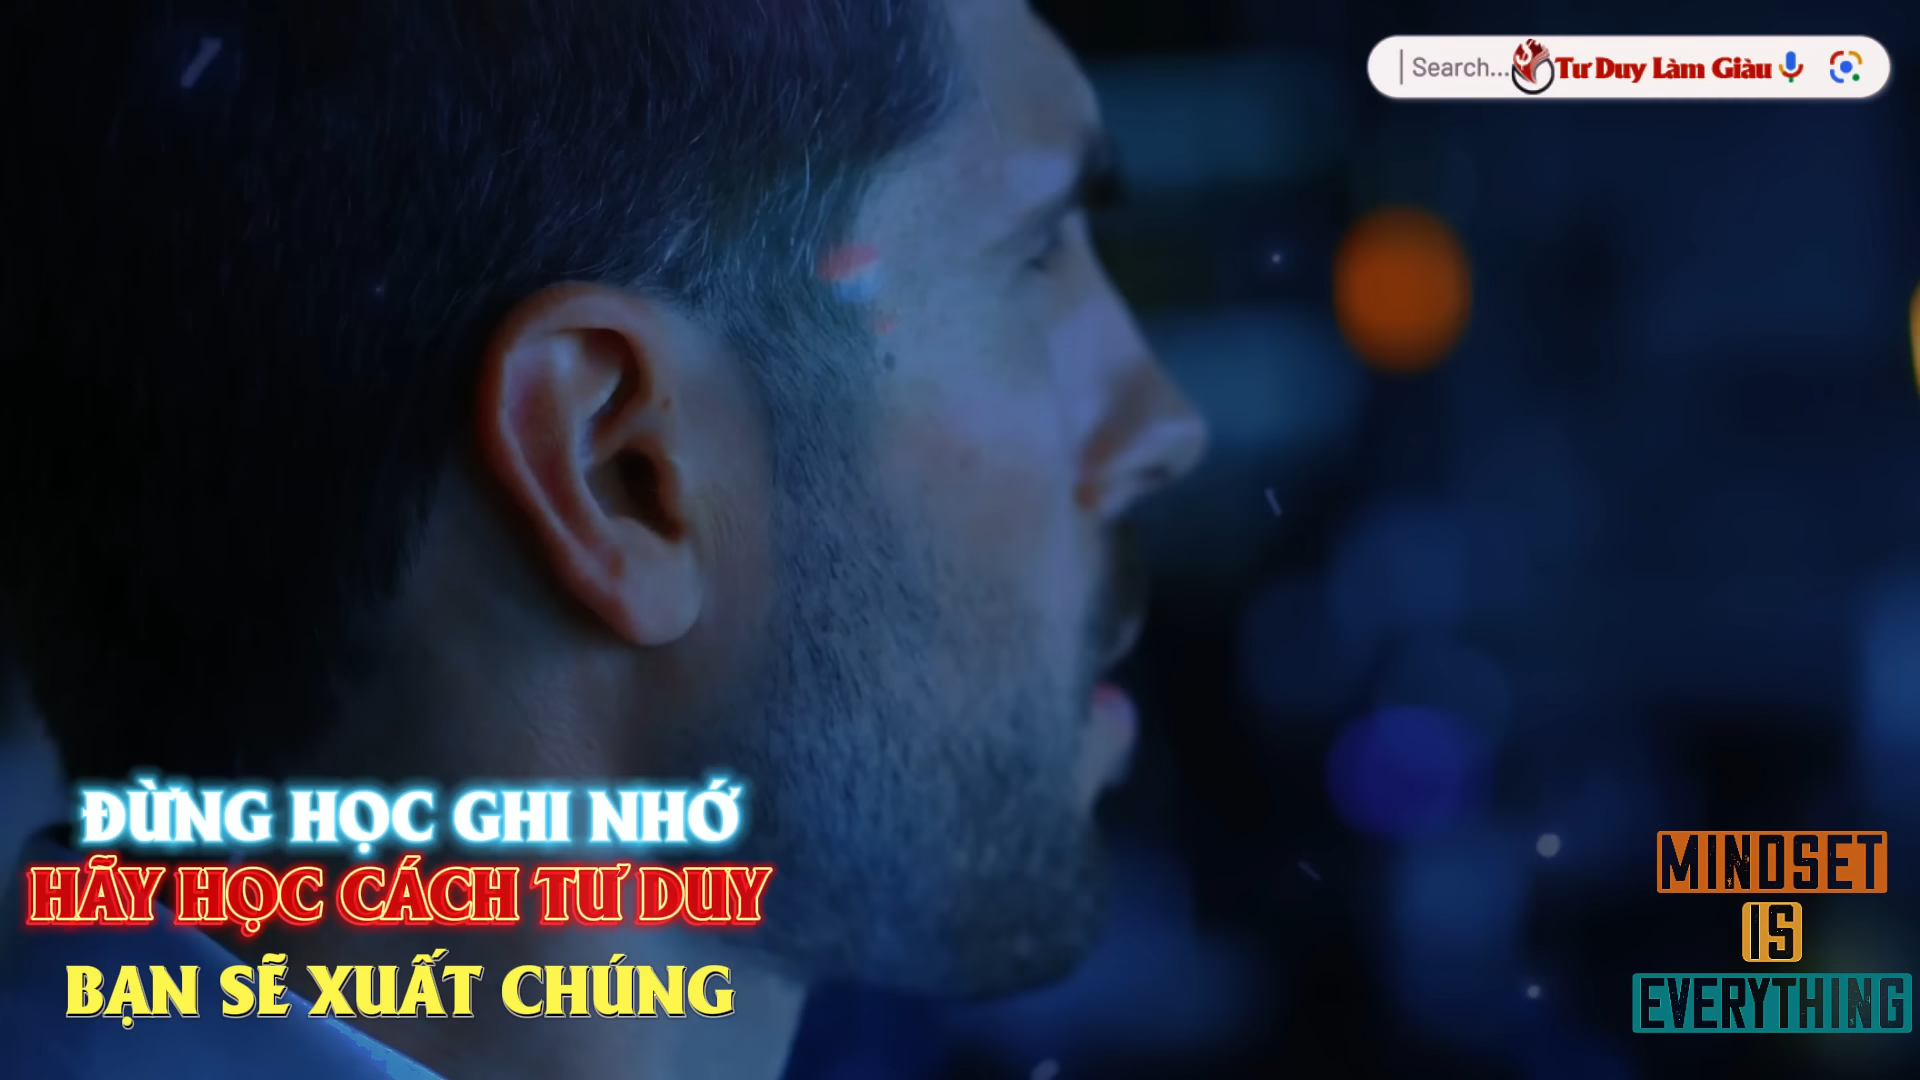 Search... Tư Duy Làm Giàu
ĐỪNG HỌC GHI NHỚ
HÃY HỌC CÁCH TƯ DUY
BẠN SẼ XUẤT CHÚNG
MINDSET
IS
EVERYTHING